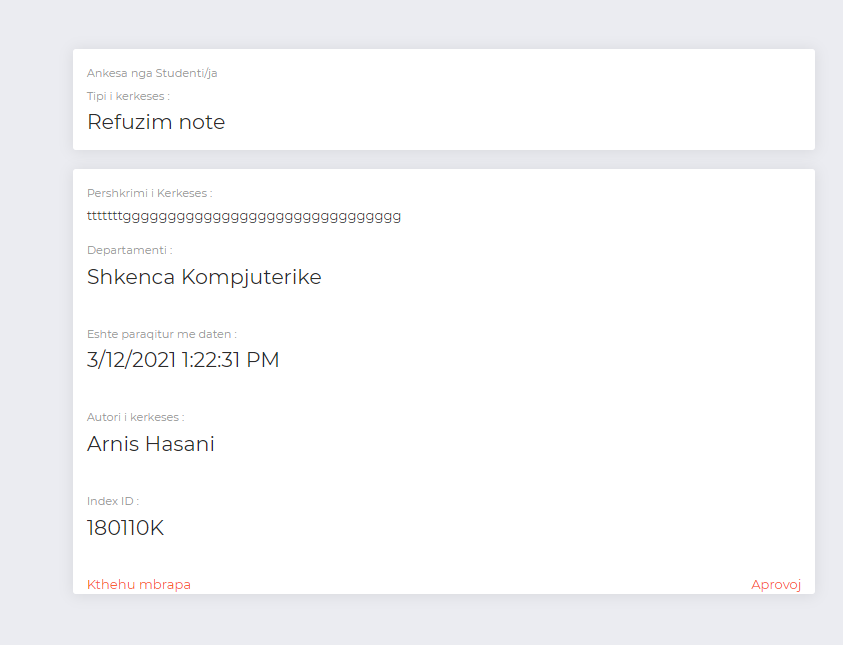 Ankesa nga Studenti/ja
Tipi i kerkeses :
Refuzim note
Pershkrimi i Kerkeses :
tttttttggggggggggggggggggggggggggggggg
Departamenti :
Shkenca Kompjuterike
Eshte paraqitur me daten :
3/12/2021 1:22:31 PM
Autori i kerkeses :
Arnis Hasani
Index ID :
180110K
Kthehu mbrapa
Aprovoj